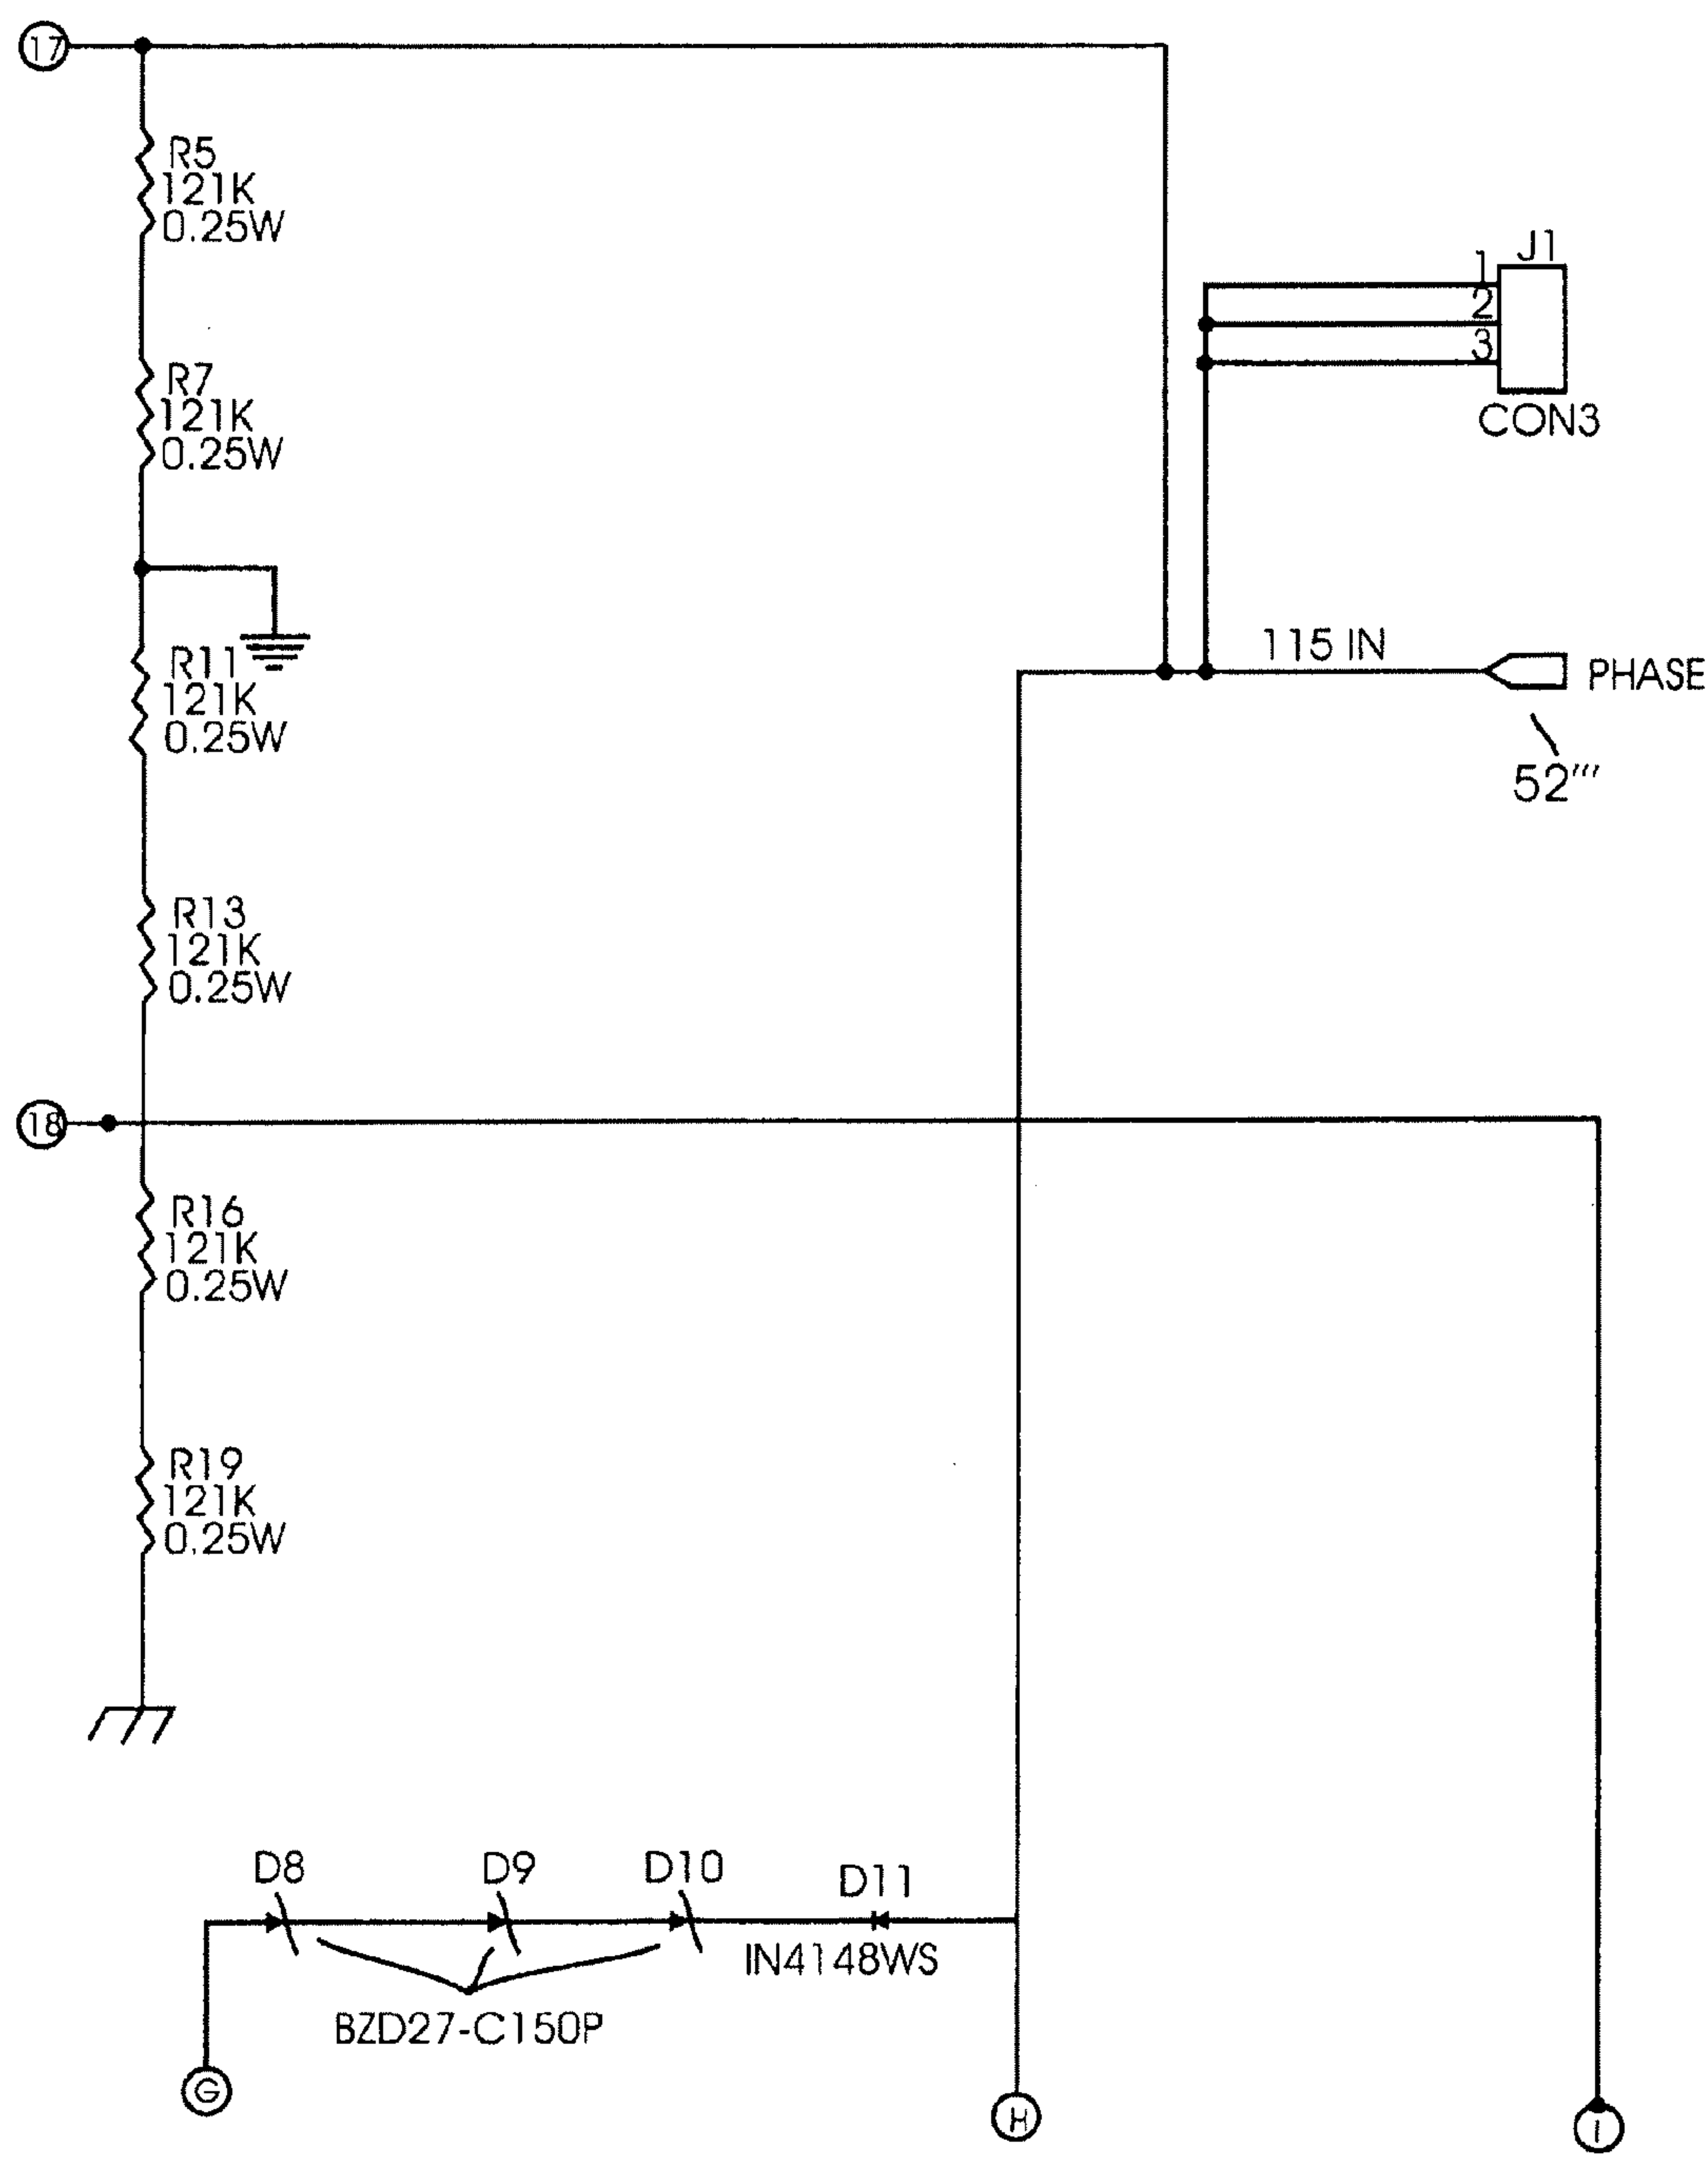 17
R5
121K
0.25W
J1
1
2
3
CON3
R7
121K
0.25W
115 IN
PHASE
52'''
R11
121K
0.25W
R13
121K
0.25W
18
R16
121K
0.25W
R19
121K
0.25W
D8
D9
D10
D11
IN4148WS
BZD27-C150P
G
H
I